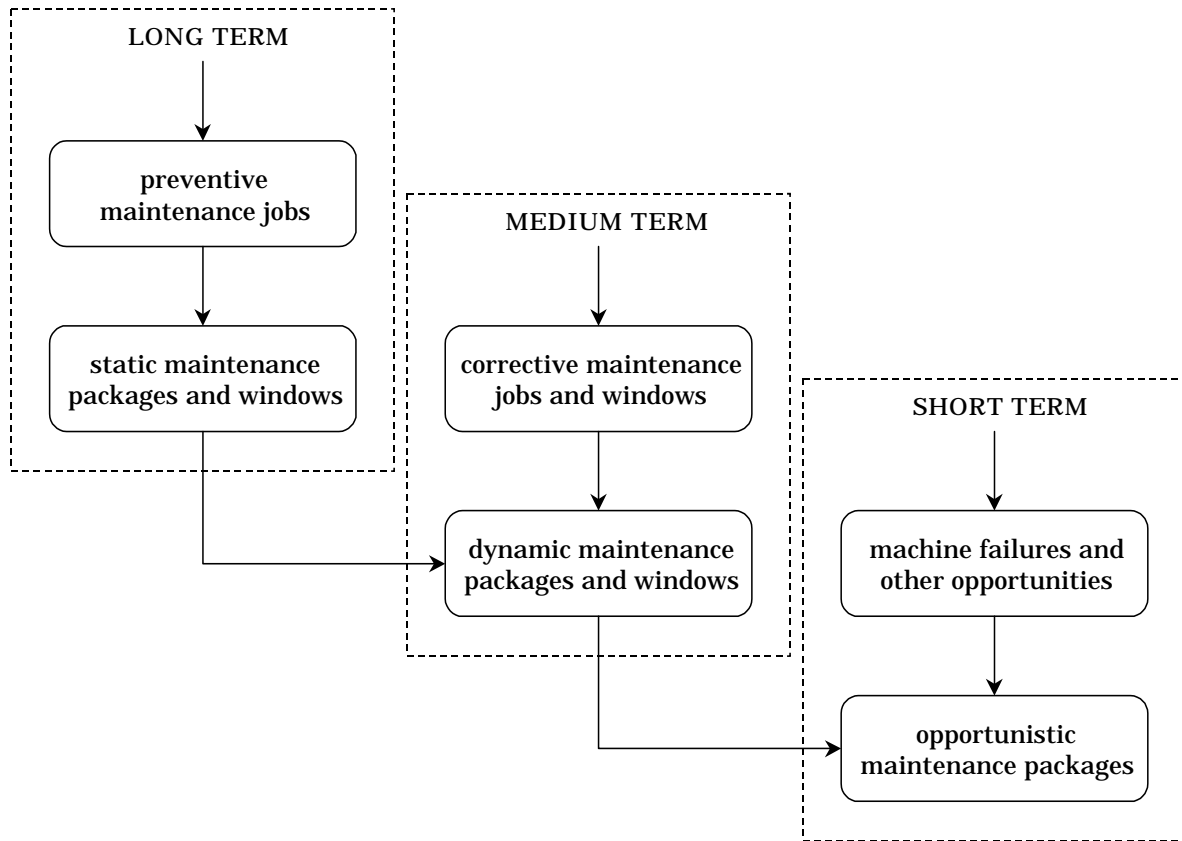 LONG TERM
preventive
maintenance jobs
static maintenance
packages and windows
MEDIUM TERM
corrective maintenance
jobs and windows
dynamic maintenance
packages and windows
SHORT TERM
machine failures and
other opportunities
opportunistic
maintenance packages